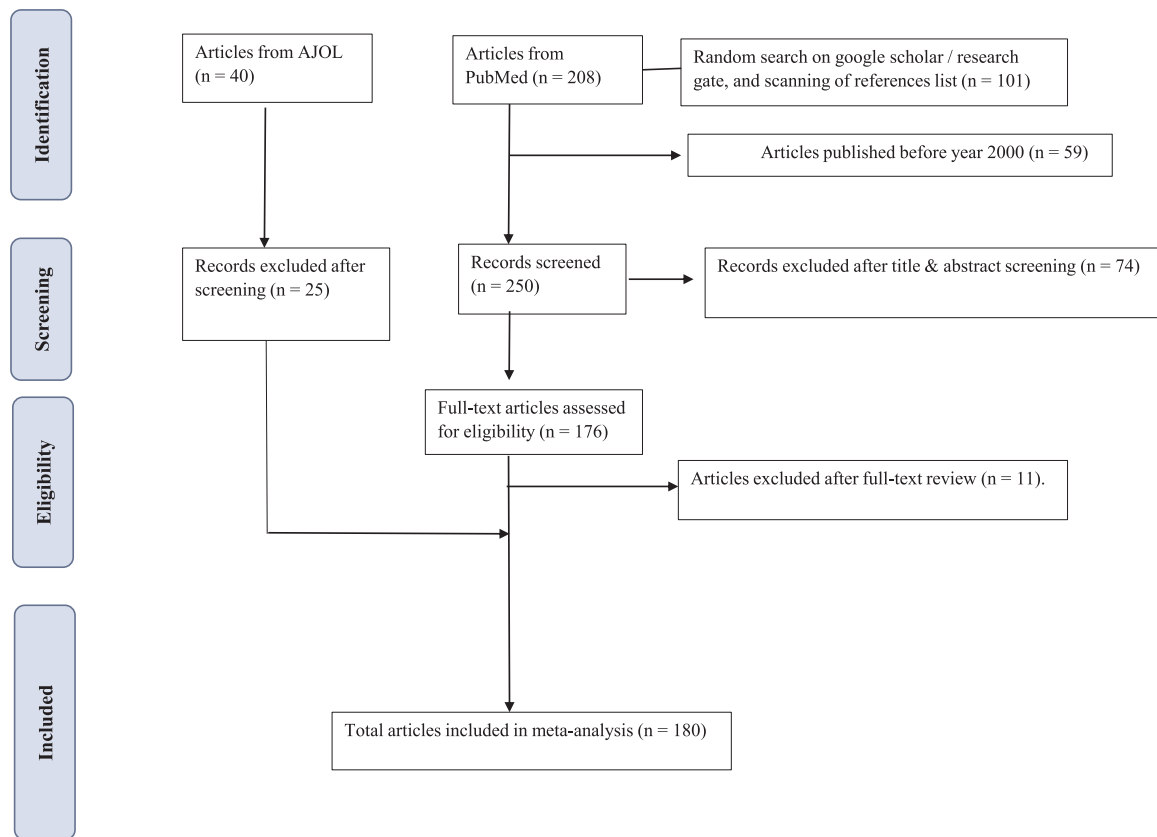 Identification
Articles from AJOL
(n = 40)
Articles from
PubMed (n = 208)
Random search on google scholar / research
gate, and scanning of references list (n = 101)
Articles published before year 2000 (n = 59)
Screening
Records excluded after
screening (n = 25)
Records screened
(n = 250)
Records excluded after title & abstract screening (n = 74)
Eligibility
Full-text articles assessed
for eligibility (n = 176)
Articles excluded after full-text review (n = 11).
Included
Total articles included in meta-analysis (n = 180)